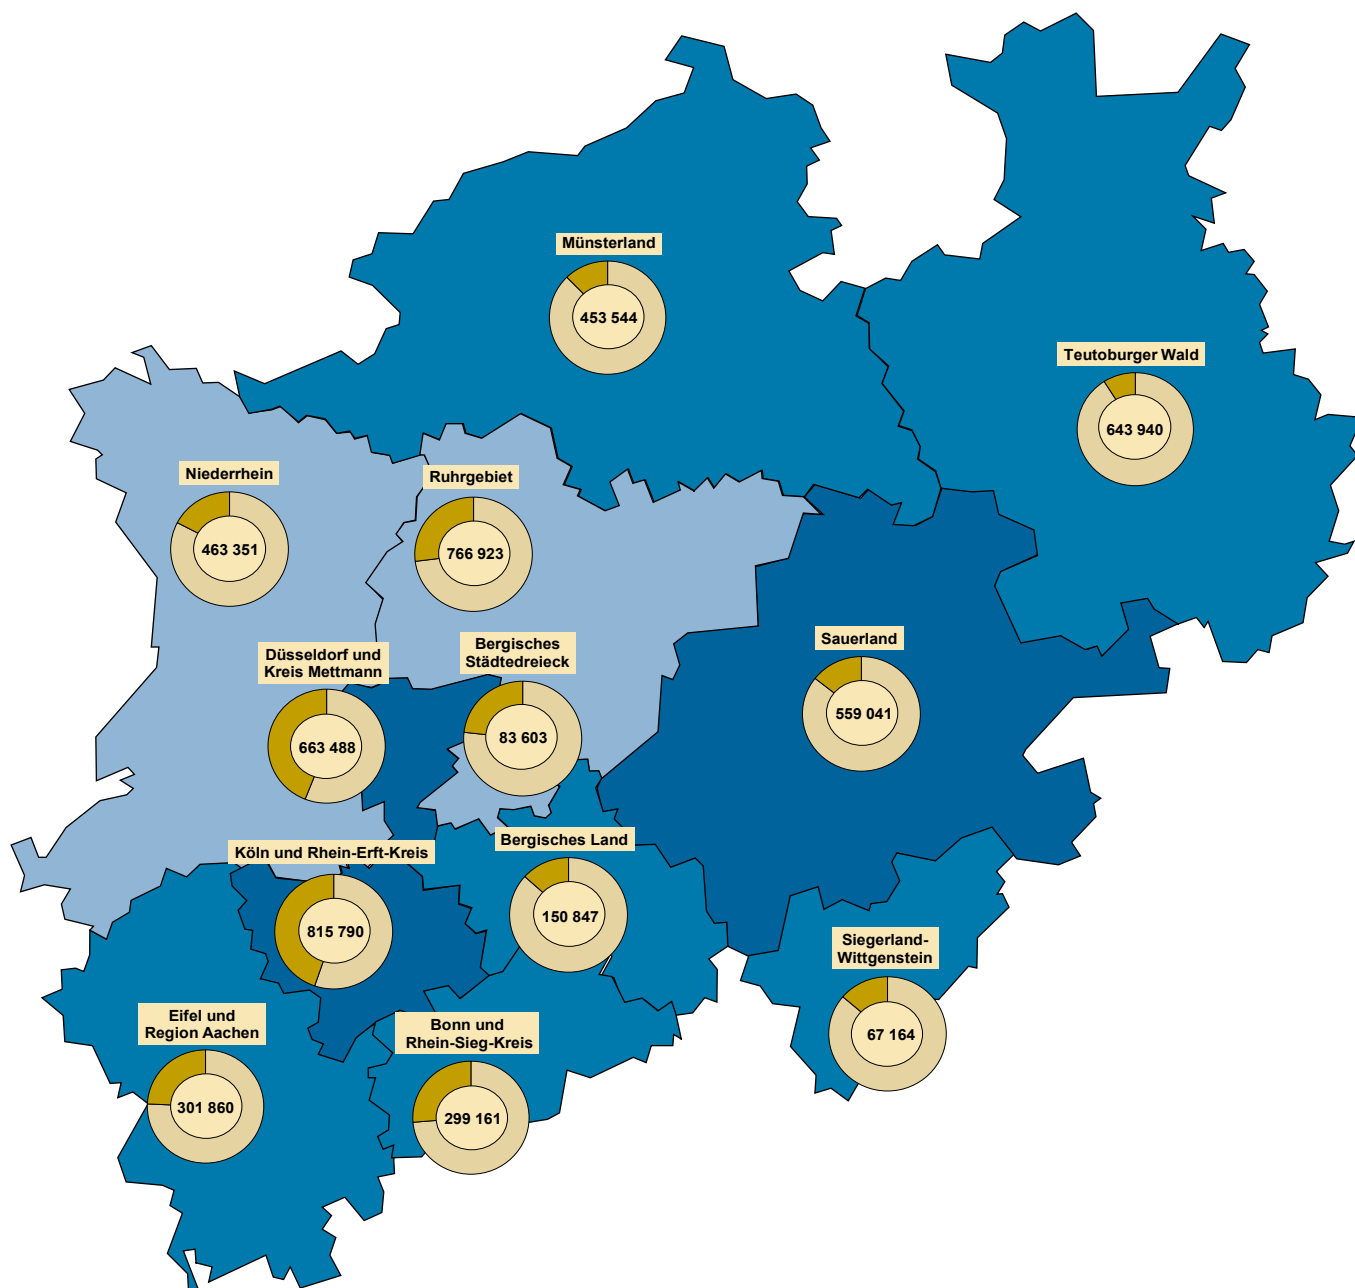 Münsterland
453 544
Teutoburger Wald
643 940
Niederrhein
463 351
Ruhrgebiet
766 923
Düsseldorf und
Kreis Mettmann
663 488
Bergisches
Städtedreieck
83 603
Sauerland
559 041
Köln und Rhein-Erft-Kreis
815 790
Bergisches Land
150 847
Siegerland-
Wittgenstein
67 164
Eifel und
Region Aachen
301 860
Bonn und
Rhein-Sieg-Kreis
299 161